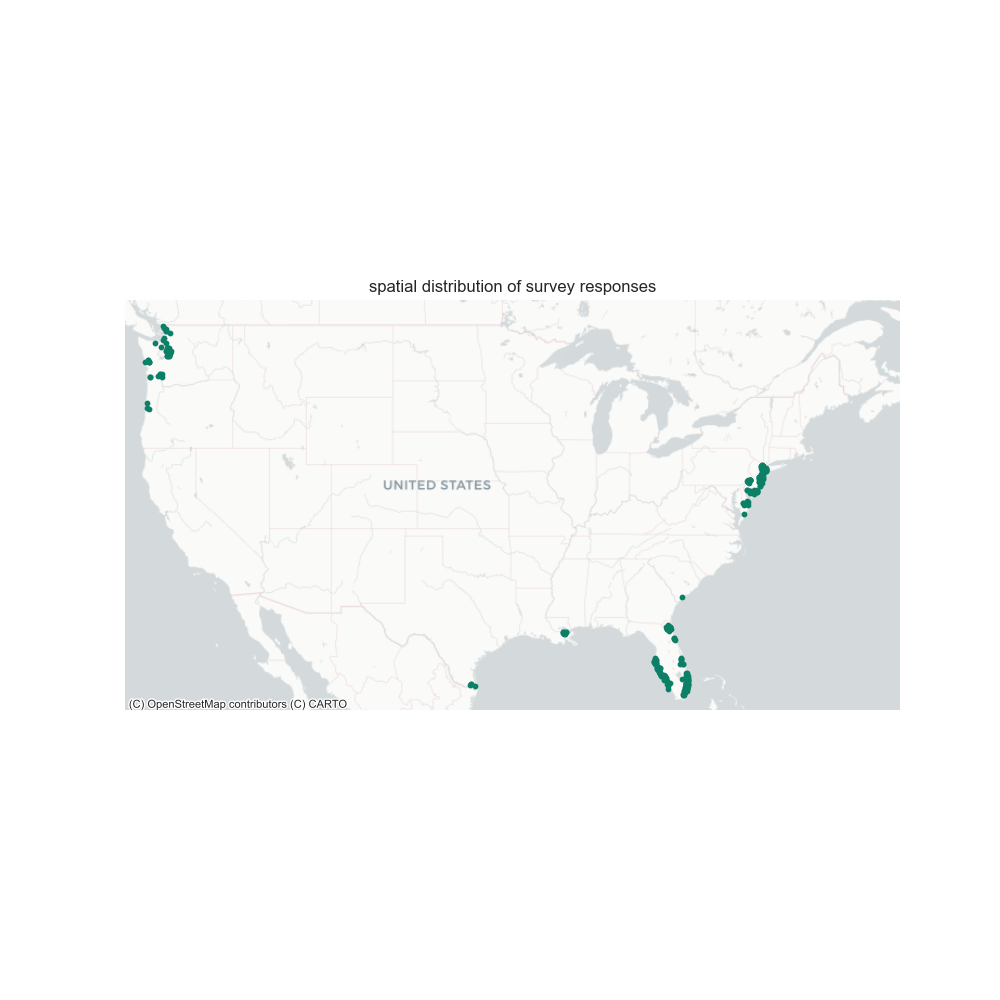 spatial distribution of survey responses
UNITED STATES
(C) OpenStreetMap contributors (C) CARTO